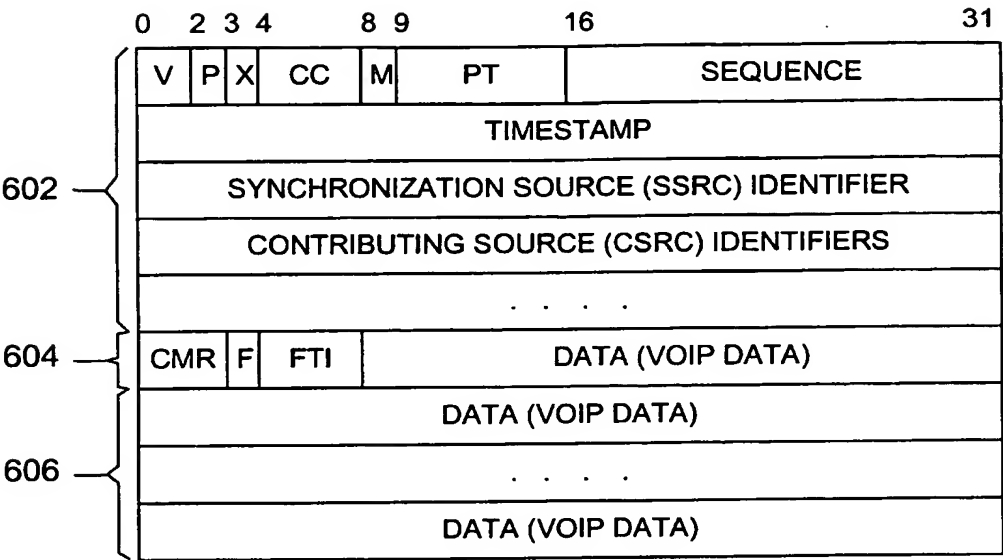 0 2 3 4 8 9 16 31
V P X CC M PT SEQUENCE
TIMESTAMP
602 SYNCHRONIZATION SOURCE (SSRC) IDENTIFIER
CONTRIBUTING SOURCE (CSRC) IDENTIFIERS
. . . .
604 CMR F FTI DATA (VOIP DATA)
DATA (VOIP DATA)
606 . . . .
DATA (VOIP DATA)